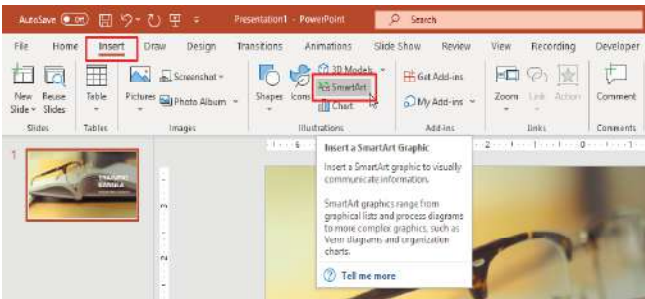 AutoSave Off Presentation1 - PowerPoint Search
File Home Insert Draw Design Transitions Animations Slide Show Review View Recording Developer
3D Models
Screenshot
SmartArt
Get Add-ins
New Slide Reuse Slides Table Pictures Photo Album Shapes Icons Chart My Add-ins Zoom Link Action Comment
Slides Tables Images Illustrations Add-ins Links Comments
Insert a SmartArt Graphic
Insert a SmartArt graphic to visually
communicate information.
SmartArt graphics range from
graphical lists and process diagrams
to more complex graphics, such as
Venn diagrams and organization
charts.
Tell me more
1
TRAINING